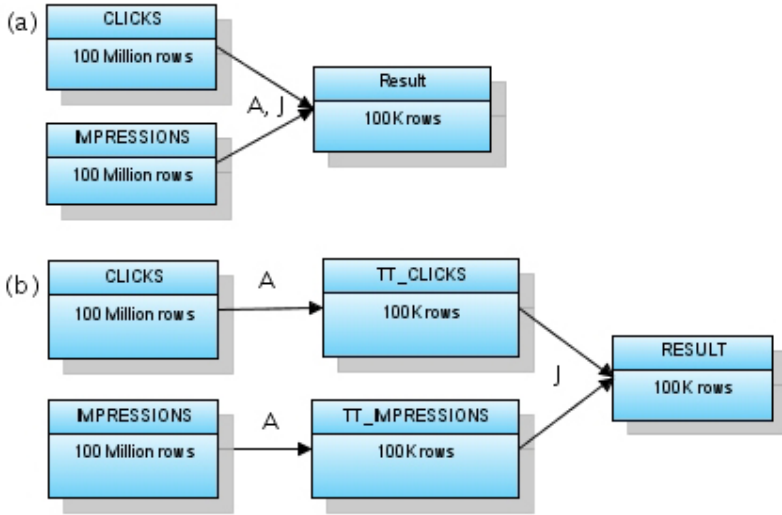 (a)
CLICKS
100 Million rows
A, J
Result
100K rows
IMPRESSIONS
100 Million rows
(b)
CLICKS
100 Million rows
A
TT_CLICKS
100K rows
J
RESULT
100K rows
IMPRESSIONS
100 Million rows
A
TT_IMPRESSIONS
100K rows